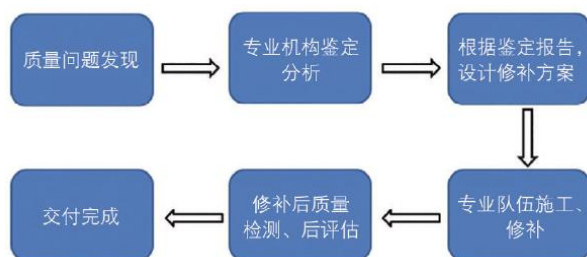 质量问题发现
专业机构鉴定
分析
根据鉴定报告，
设计修补方案
专业队伍施工、
修补
修补后质量
检测、后评估
交付完成